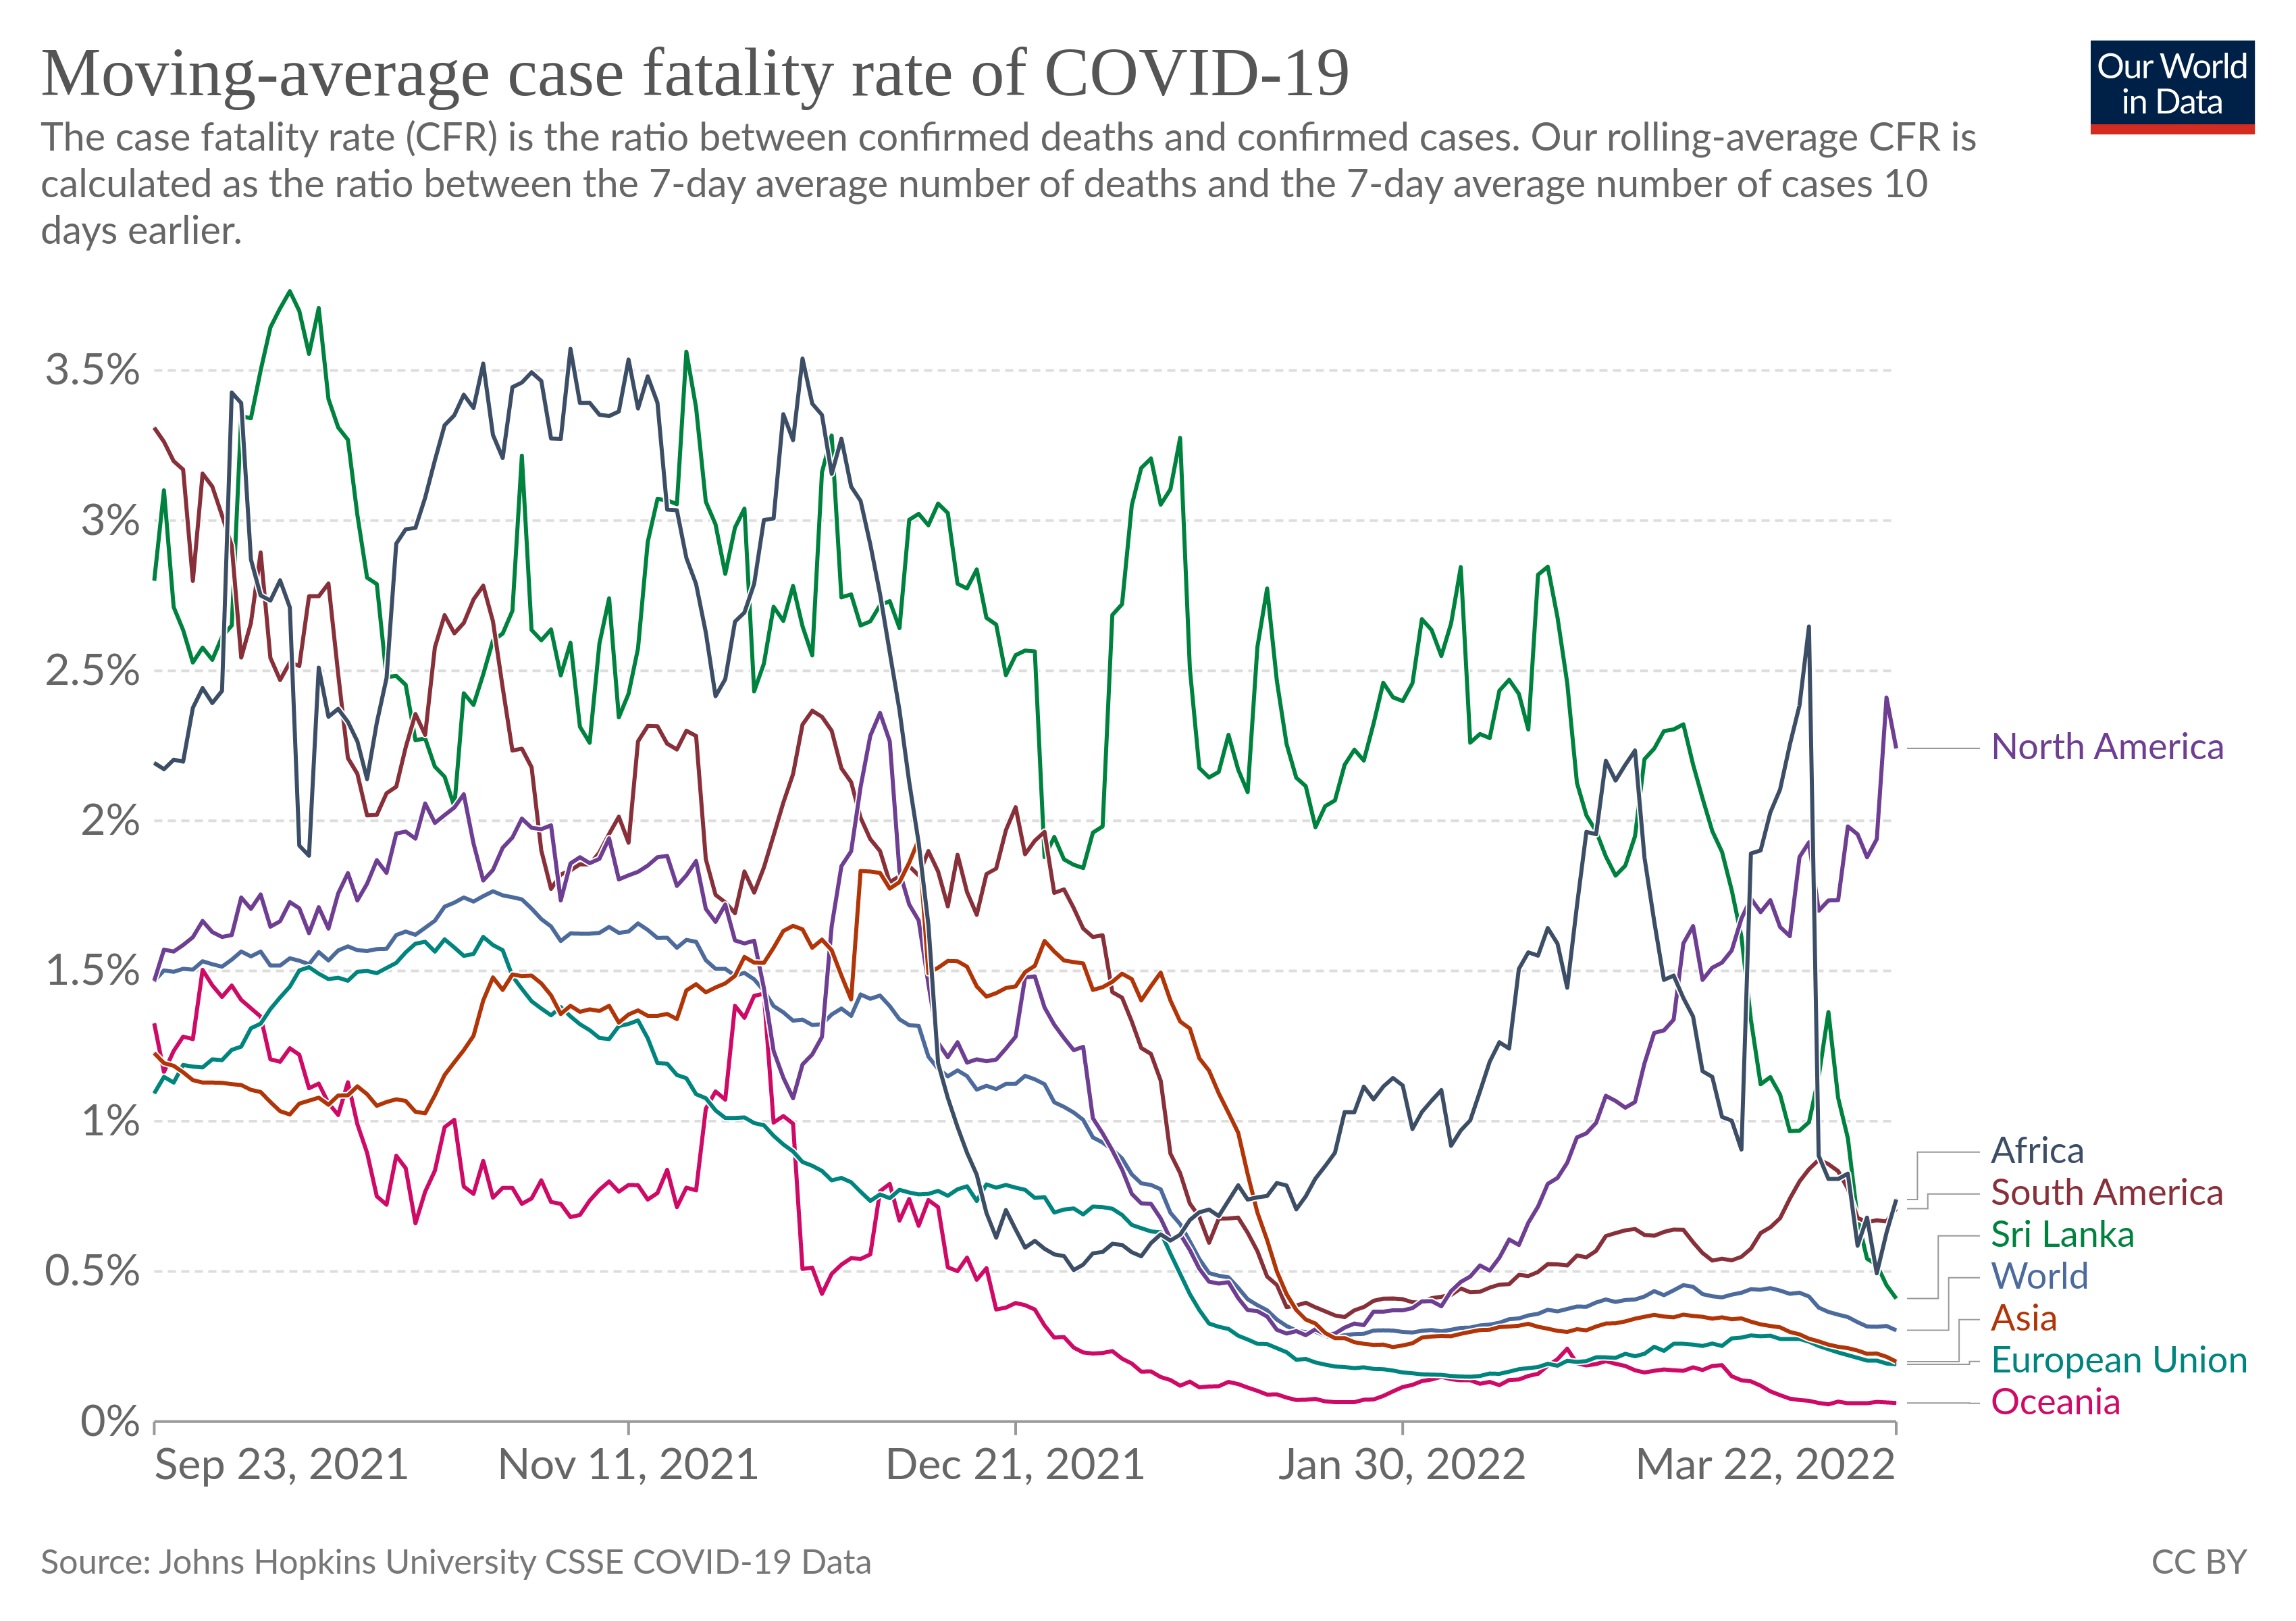 Moving-average case fatality rate of COVID-19
Our World
in Data
The case fatality rate (CFR) is the ratio between confirmed deaths and confirmed cases. Our rolling-average CFR is
calculated as the ratio between the 7-day average number of deaths and the 7-day average number of cases 10
days earlier.
3.5%
3%
2.5%
2%
1.5%
1%
0.5%
0%
North America
Africa
South America
Sri Lanka
World
Asia
European Union
Oceania
Sep 23, 2021
Nov 11, 2021
Dec 21, 2021
Jan 30, 2022
Mar 22, 2022
Source: Johns Hopkins University CSSE COVID-19 Data
CC BY